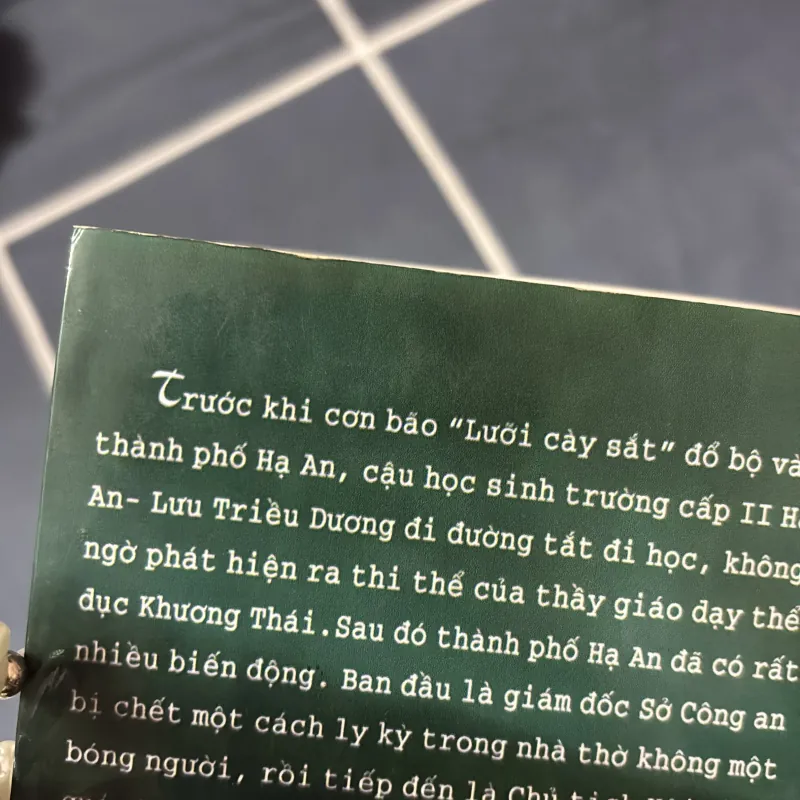 Trước khi cơn bão "Lưỡi cày sắt" đổ bộ và
thành phố Hạ An, cậu học sinh trường cấp II H
An- Lưu Triều Dương đi đường tắt đi học, không
ngờ phát hiện ra thi thể của thầy giáo dạy thể
dục Khương Thái.Sau đó thành phố Hạ An đã có rất
nhiều biến động. Ban đầu là giám đốc Sở Công an
bị chết một cách ly kỳ trong nhà thờ không một
bóng người, rồi tiếp đến là Chủ tịch